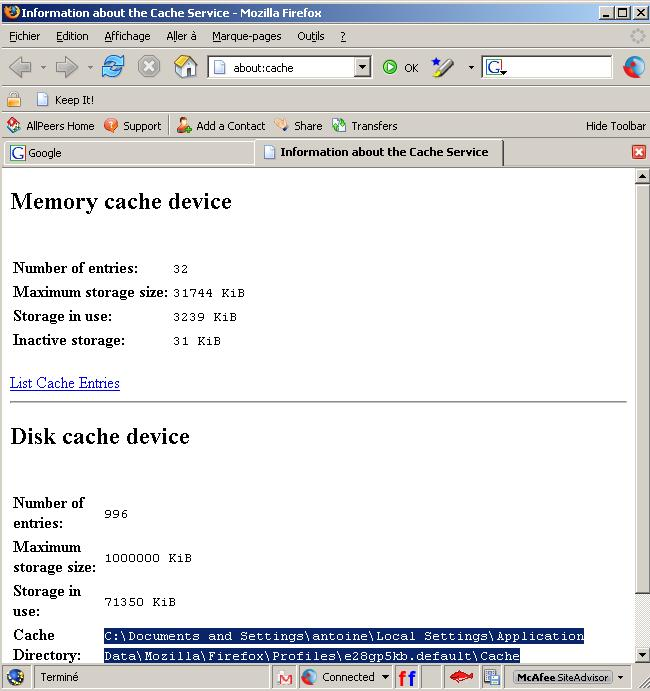 Information about the Cache Service - Mozilla Firefox
Fichier Edition Affichage Aller à Marque-pages Outils ?
about:cache OK G
Keep It!
AllPeers Home Support Add a Contact Share Transfers Hide Toolbar
G Google Information about the Cache Service
Memory cache device
Number of entries: 32
Maximum storage size: 31744 KiB
Storage in use: 3239 KiB
Inactive storage: 31 KiB
List Cache Entries
Disk cache device
Number of
entries: 996
Maximum
storage size: 1000000 KiB
Storage in
use: 71350 KiB
Cache C:\Documents and Settings\antoine\Local Settings\Application
Directory: Data\Mozilla\Firefox\Profiles\e28gp5kb.default\Cache
Terminé Connected ff McAfee SiteAdvisor